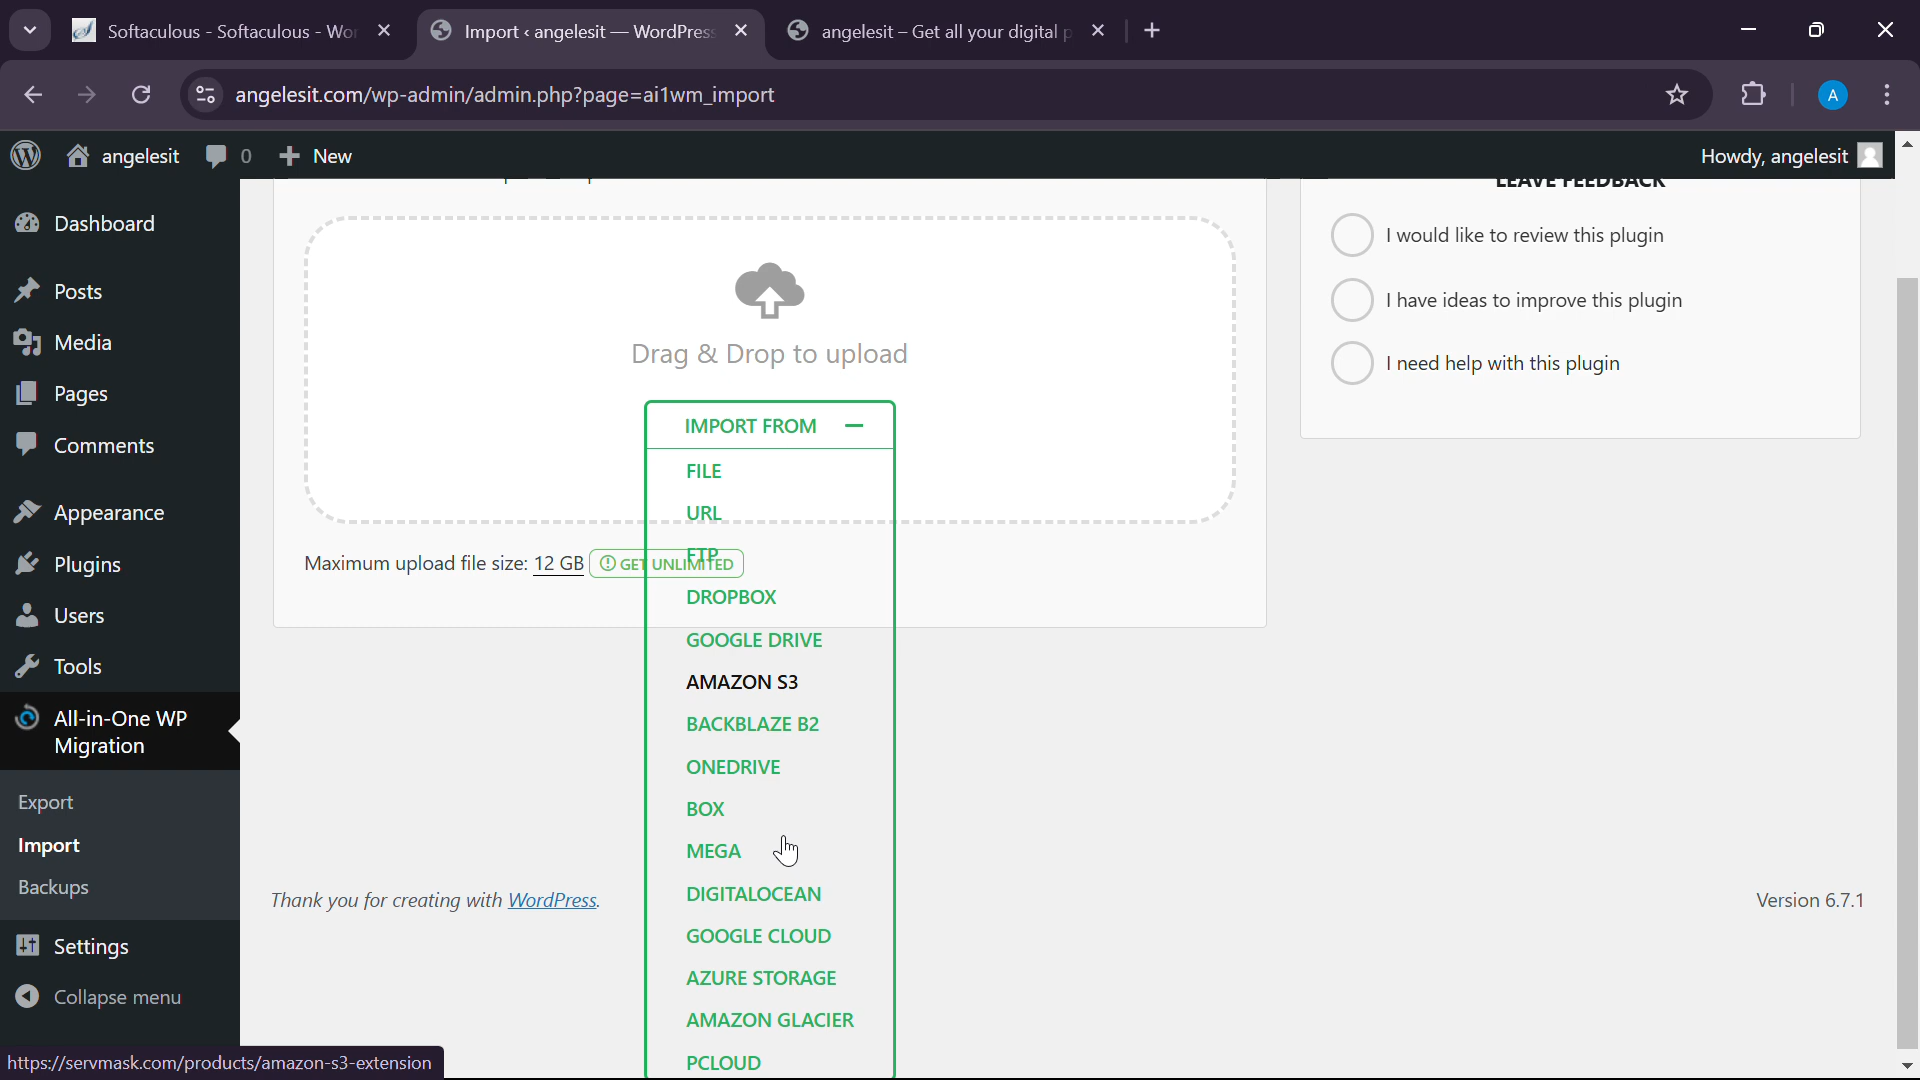 Softaculous - Softaculous - Wo
Import ‹ angelesit — WordPress
angelesit – Get all your digital p
angelesit.com/wp-admin/admin.php?page=ai1wm_import
A
angelesit
0
New
Howdy, angelesit
Dashboard
Posts
Media
Pages
Comments
Appearance
Plugins
Users
Tools
All-in-One WP
Migration
Export
Import
Backups
Settings
Collapse menu
Drag & Drop to upload
IMPORT FROM
FILE
URL
FTP
DROPBOX
GOOGLE DRIVE
AMAZON S3
BACKBLAZE B2
ONEDRIVE
BOX
MEGA
DIGITALOCEAN
GOOGLE CLOUD
AZURE STORAGE
AMAZON GLACIER
PCLOUD
Maximum upload file size: 12 GB
GET UNLIMITED
LEAVE FEEDBACK
I would like to review this plugin
I have ideas to improve this plugin
I need help with this plugin
Thank you for creating with WordPress.
Version 6.7.1
https://servmask.com/products/amazon-s3-extension